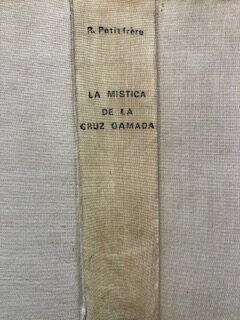 R. Petitfrère
LA MISTICA
DE LA
CRUZ GAMADA